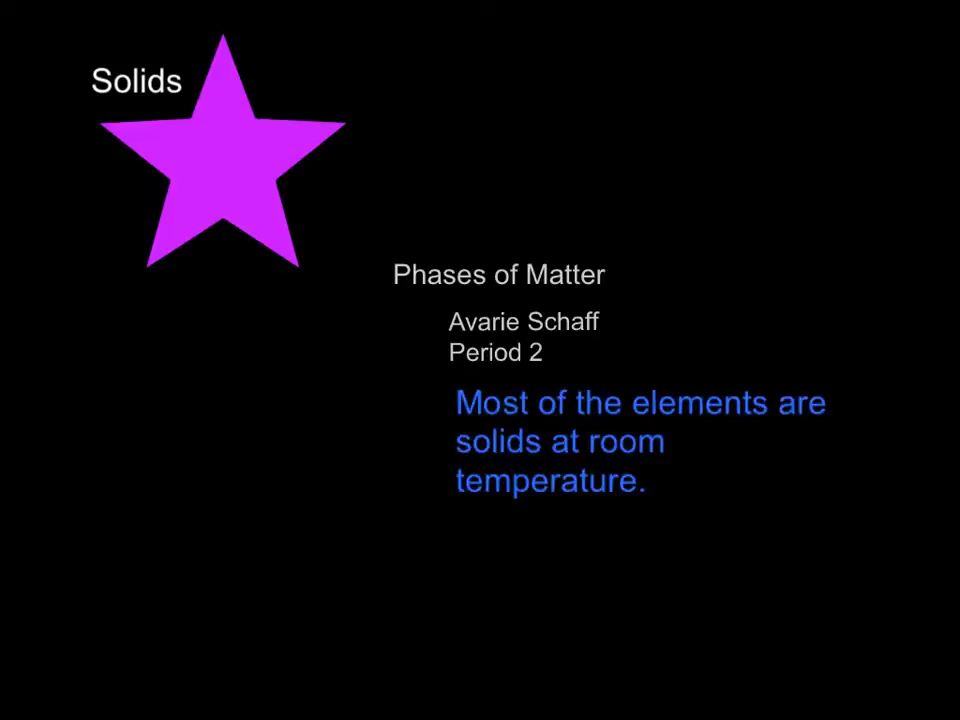 Solids
Phases of Matter
Avarie Schaff
Period 2
Most of the elements are
solids at room
temperature.